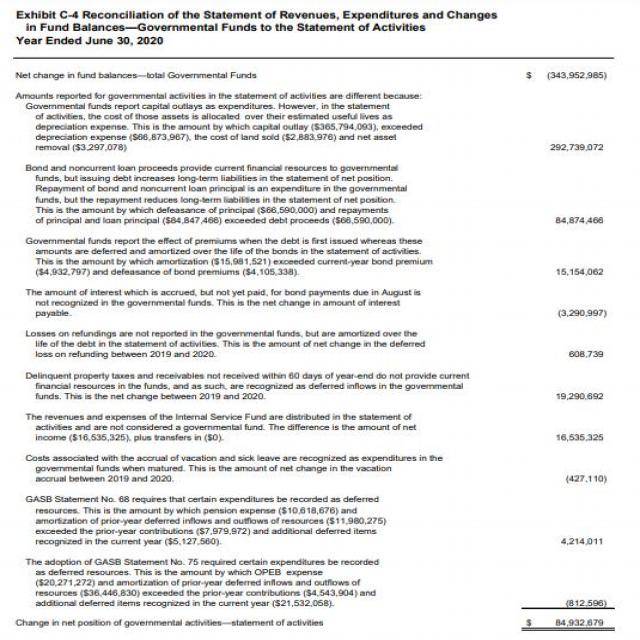 Exhibit C-4 Reconciliation of the Statement of Revenues, Expenditures and Changes
in Fund Balances—Governmental Funds to the Statement of Activities
Year Ended June 30, 2020
Net change in fund balances—total Governmental Funds $ (343,952,985)
Amounts reported for governmental activities in the statement of activities are different because:
Governmental funds report capital outlays as expenditures. However, in the statement
of activities, the cost of those assets is allocated over their estimated useful lives as
depreciation expense. This is the amount by which capital outlay ($365,794,093), exceeded
depreciation expense ($66,873,967), the cost of land sold ($2,883,976) and net asset
removal ($3,297,078) 292,739,072
Bond and noncurrent loan proceeds provide current financial resources to governmental
funds, but issuing debt increases long-term liabilities in the statement of net position.
Repayment of bond and noncurrent loan principal is an expenditure in the governmental
funds, but the repayment reduces long-term liabilities in the statement of net position.
This is the amount by which defeasance of principal ($66,590,000) and repayments
of principal and loan principal ($84,847,466) exceeded debt proceeds ($66,590,000). 84,874,466
Governmental funds report the effect of premiums when the debt is first issued whereas these
amounts are deferred and amortized over the life of the bonds in the statement of activities.
This is the amount by which amortization ($15,981,521) exceeded current-year bond premium
($4,932,797) and defeasance of bond premiums ($4,105,338). 15,154,062
The amount of interest which is accrued, but not yet paid, for bond payments due in August is
not recognized in the governmental funds. This is the net change in amount of interest
payable. (3,290,997)
Losses on refundings are not reported in the governmental funds, but are amortized over the
life of the debt in the statement of activities. This is the amount of net change in the deferred
loss on refunding between 2019 and 2020. 608,739
Delinquent property taxes and receivables not received within 60 days of year-end do not provide current
financial resources in the funds, and as such, are recognized as deferred inflows in the governmental
funds. This is the net change between 2019 and 2020. 19,290,692
The revenues and expenses of the Internal Service Fund are distributed in the statement of
activities and are not considered a governmental fund. The difference is the amount of net
income ($16,535,325), plus transfers in ($0). 16,535,325
Costs associated with the accrual of vacation and sick leave are recognized as expenditures in the
governmental funds when matured. This is the amount of net change in the vacation
accrual between 2019 and 2020. (427,110)
GASB Statement No. 68 requires that certain expenditures be recorded as deferred
resources. This is the amount by which pension expense ($10,618,676) and
amortization of prior-year deferred inflows and outflows of resources ($11,980,275)
exceeded the prior-year contributions ($7,979,972) and additional deferred items
recognized in the current year ($5,127,560). 4,214,011
The adoption of GASB Statement No. 75 required certain expenditures be recorded
as deferred resources. This is the amount by which OPEB expense
($20,271,272) and amortization of prior-year deferred inflows and outflows of
resources ($36,446,830) exceeded the prior-year contributions ($4,543,904) and
additional deferred items recognized in the current year ($21,532,058). (812,596)
Change in net position of governmental activities—statement of activities $ 84,932,679